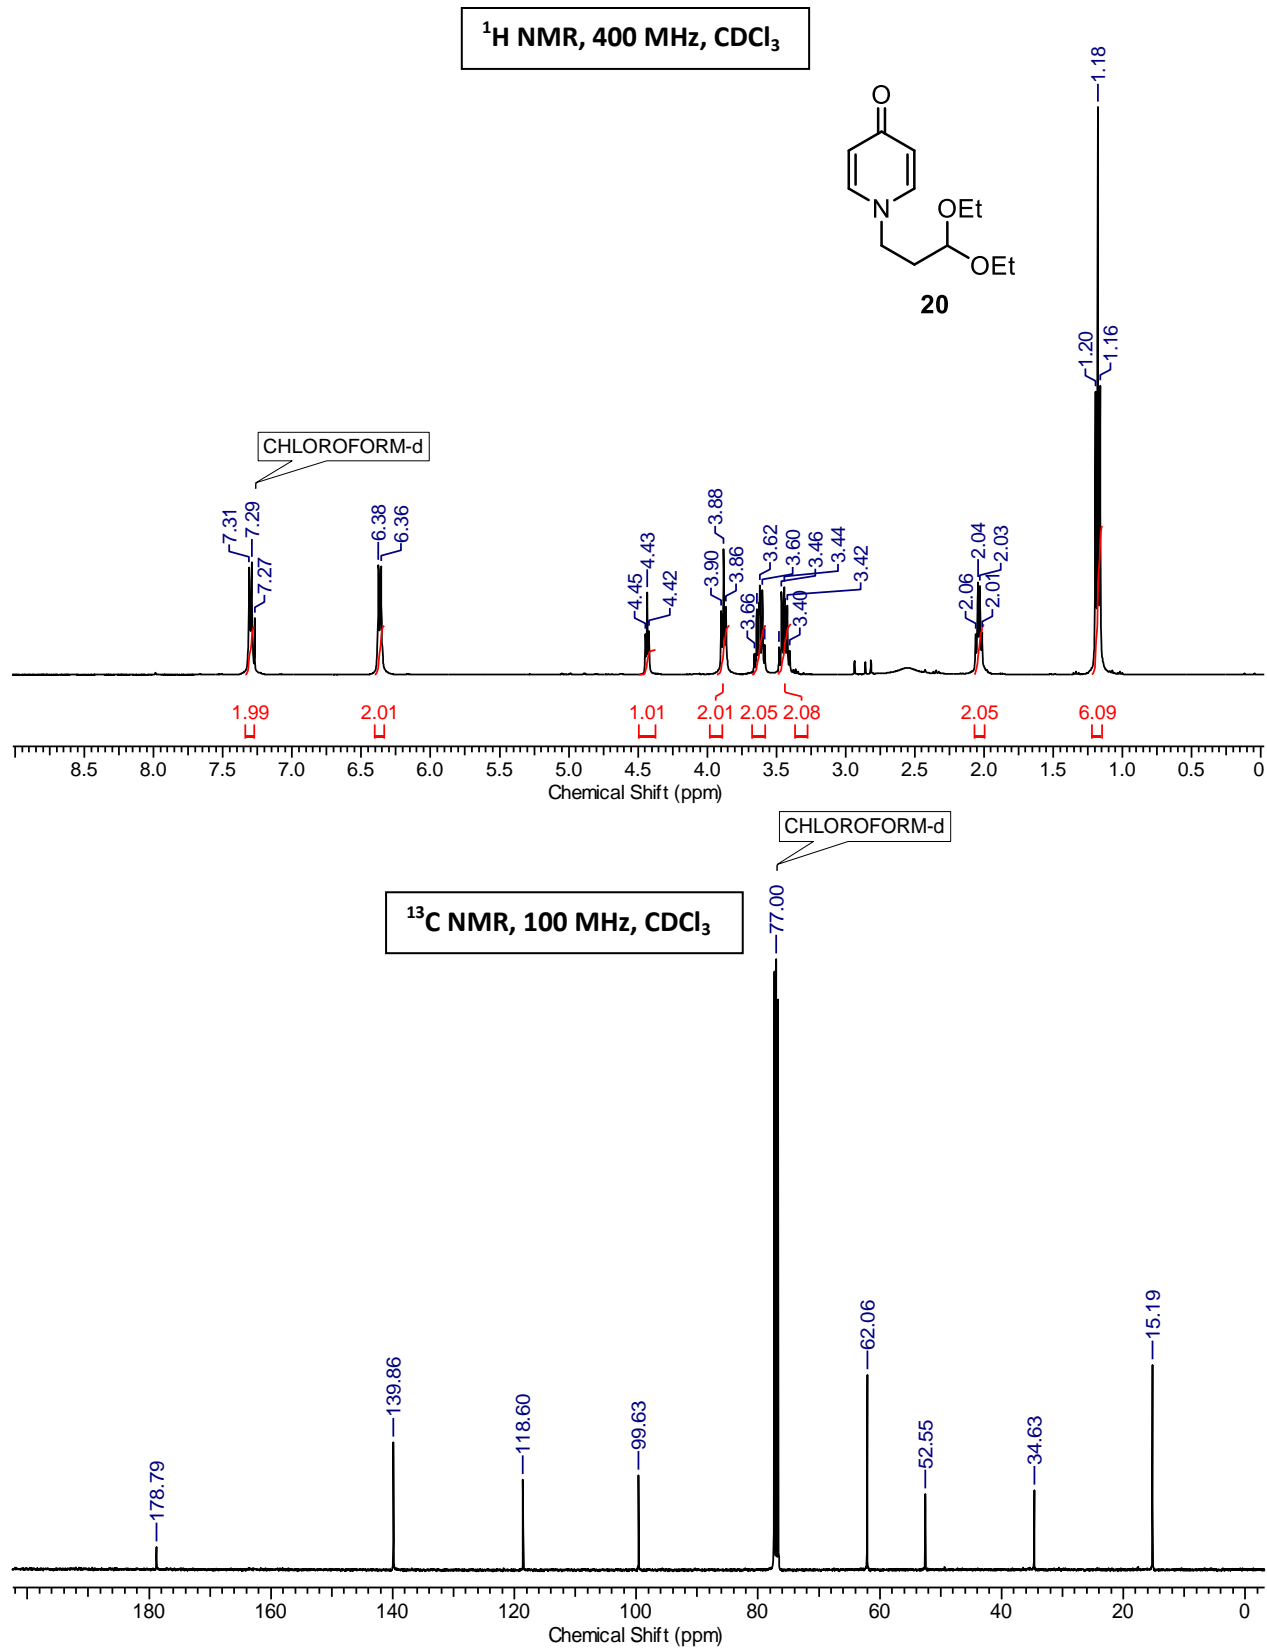 ¹H NMR, 400 MHz, CDCl₃
O
N
OEt
OEt
20
CHLOROFORM-d
7.31
7.29
7.27
6.38
6.36
4.45
4.43
4.42
3.90
3.88
3.86
3.66
3.62
3.60
3.46
3.44
3.42
3.40
2.06
2.04
2.03
2.01
1.20
1.18
1.16
1.99 2.01 1.01 2.01 2.05 2.08 2.05 6.09
8.5 8.0 7.5 7.0 6.5 6.0 5.5 5.0 4.5 4.0 3.5 3.0 2.5 2.0 1.5 1.0 0.5 0
Chemical Shift (ppm)
CHLOROFORM-d
¹³C NMR, 100 MHz, CDCl₃
178.79
139.86
118.60
99.63
77.00
62.06
52.55
34.63
15.19
180 160 140 120 100 80 60 40 20 0
Chemical Shift (ppm)